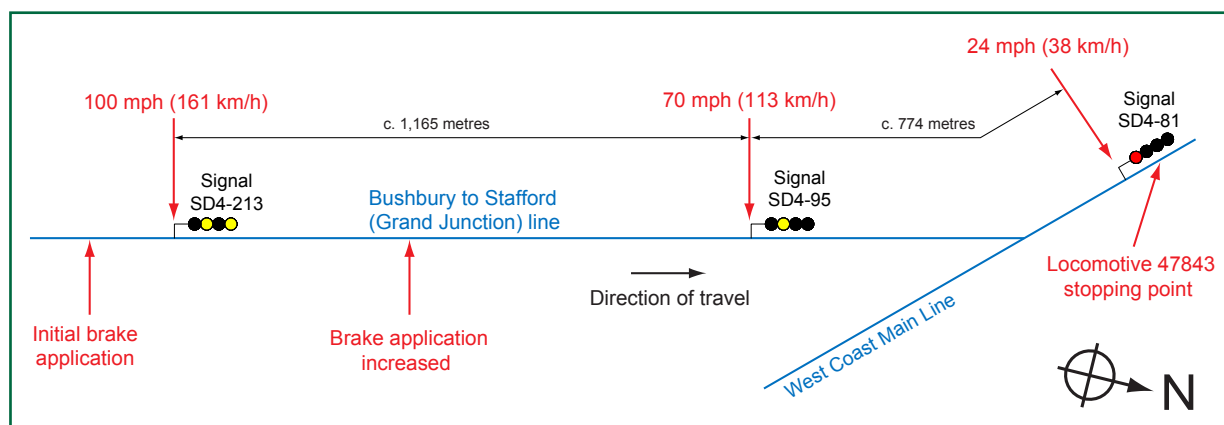 24 mph (38 km/h)
100 mph (161 km/h)
70 mph (113 km/h)
Signal
SD4-81
c. 1,165 metres
c. 774 metres
Signal
SD4-213
Bushbury to Stafford
(Grand Junction) line
Signal
SD4-95
Direction of travel
Locomotive 47843
stopping point
Initial brake
application
Brake application
increased
West Coast Main Line
N